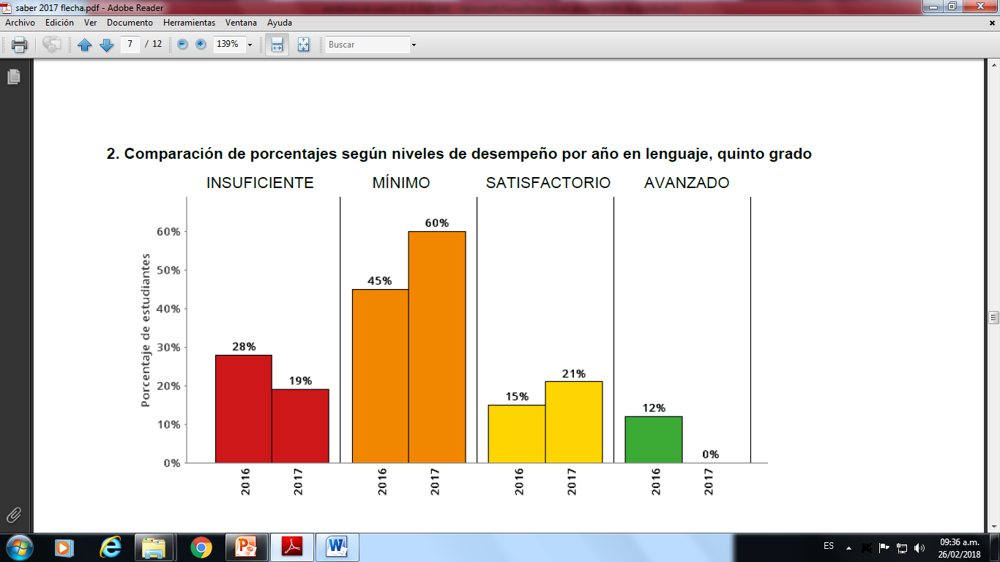 saber 2017 flecha.pdf - Adobe Reader
Archivo Edición Ver Documento Herramientas Ventana Ayuda
7 / 12 139% Buscar
2. Comparación de porcentajes según niveles de desempeño por año en lenguaje, quinto grado
INSUFICIENTE MÍNIMO SATISFACTORIO AVANZADO
Porcentaje de estudiantes
60%
50%
40%
30%
20%
10%
0%
28% 19% 45% 60% 15% 21% 12% 0%
2016 2017 2016 2017 2016 2017 2016 2017
ES 09:36 a.m.
26/02/2018